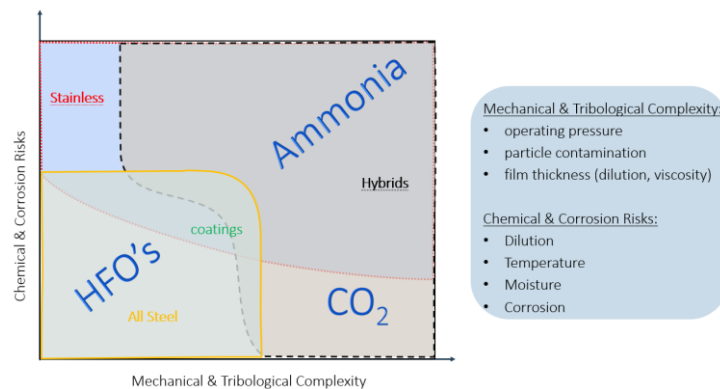 Chemical & Corrosion Risks
Stainless
Ammonia
Hybrids
coatings
HFO's
All Steel
CO₂
Mechanical & Tribological Complexity
Mechanical & Tribological Complexity:
• operating pressure
• particle contamination
• film thickness (dilution, viscosity)
Chemical & Corrosion Risks:
• Dilution
• Temperature
• Moisture
• Corrosion